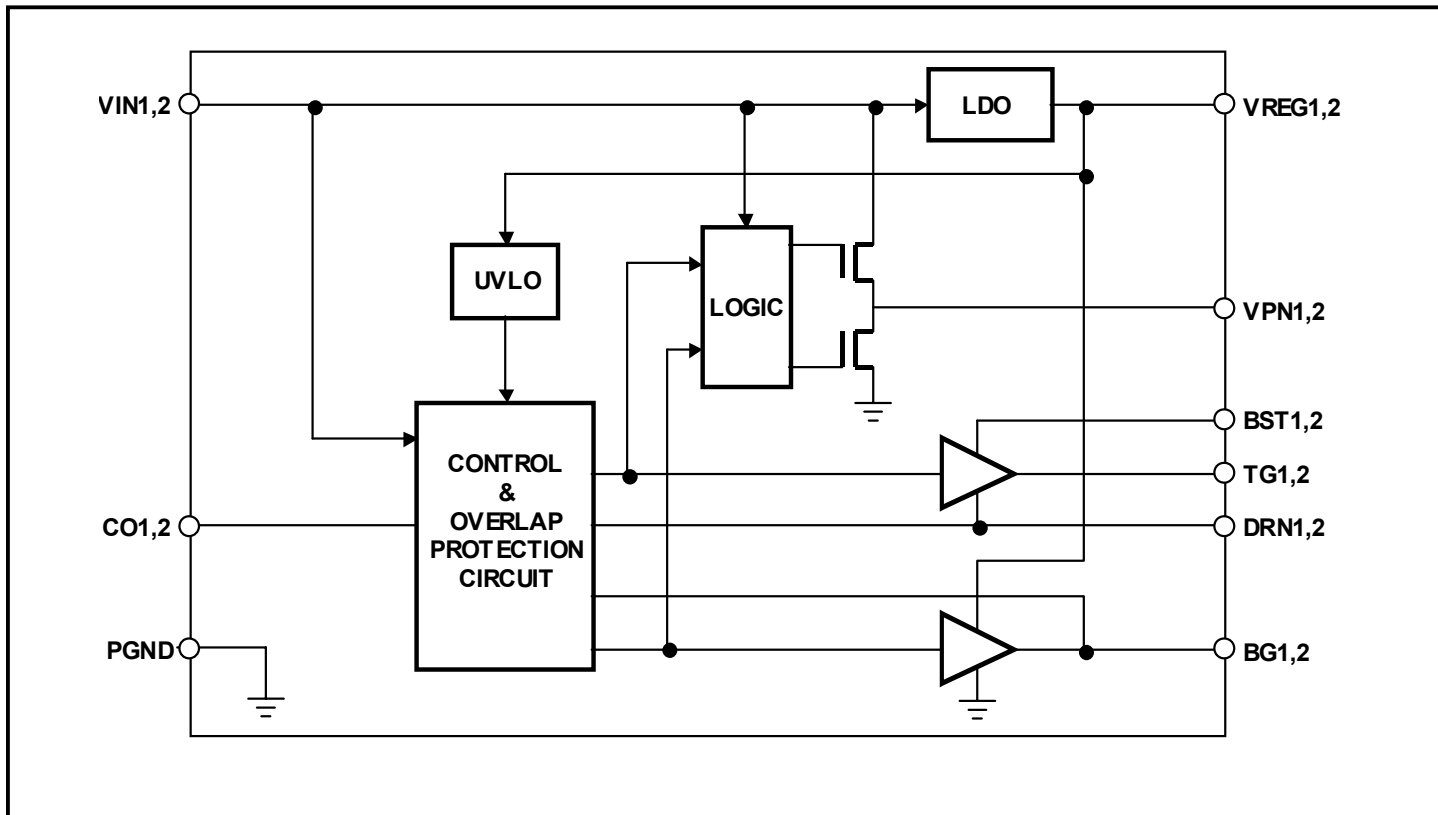 VIN1,2
LDO
VREG1,2
UVLO
LOGIC
VPN1,2
BST1,2
CONTROL
&
OVERLAP
PROTECTION
CIRCUIT
TG1,2
CO1,2
DRN1,2
PGND
BG1,2